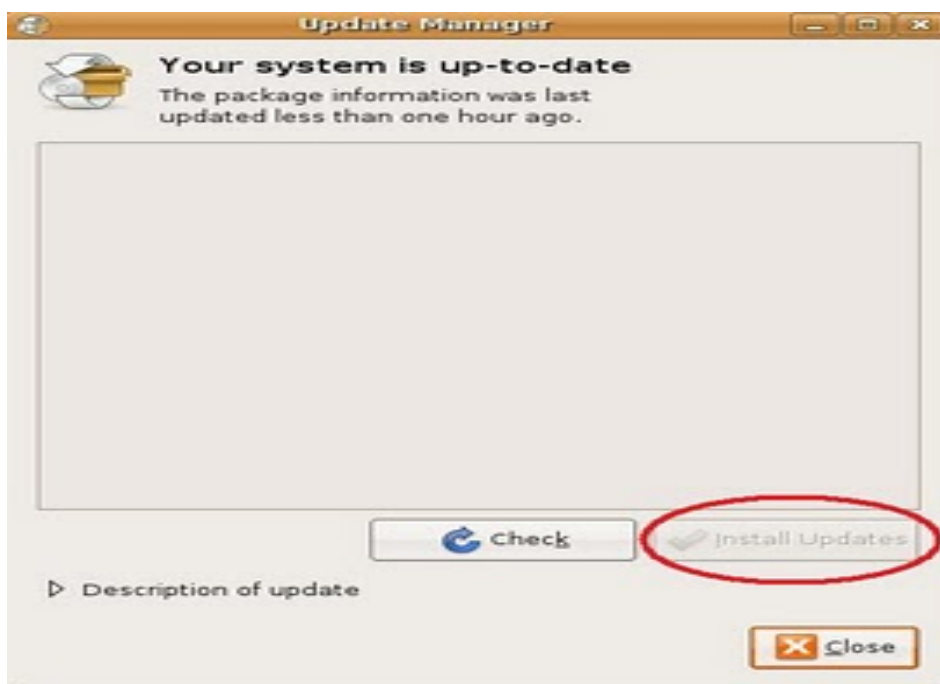 Update Manager
Your system is up-to-date
The package information was last
updated less than one hour ago.
Check
Install Updates
Description of update
Close